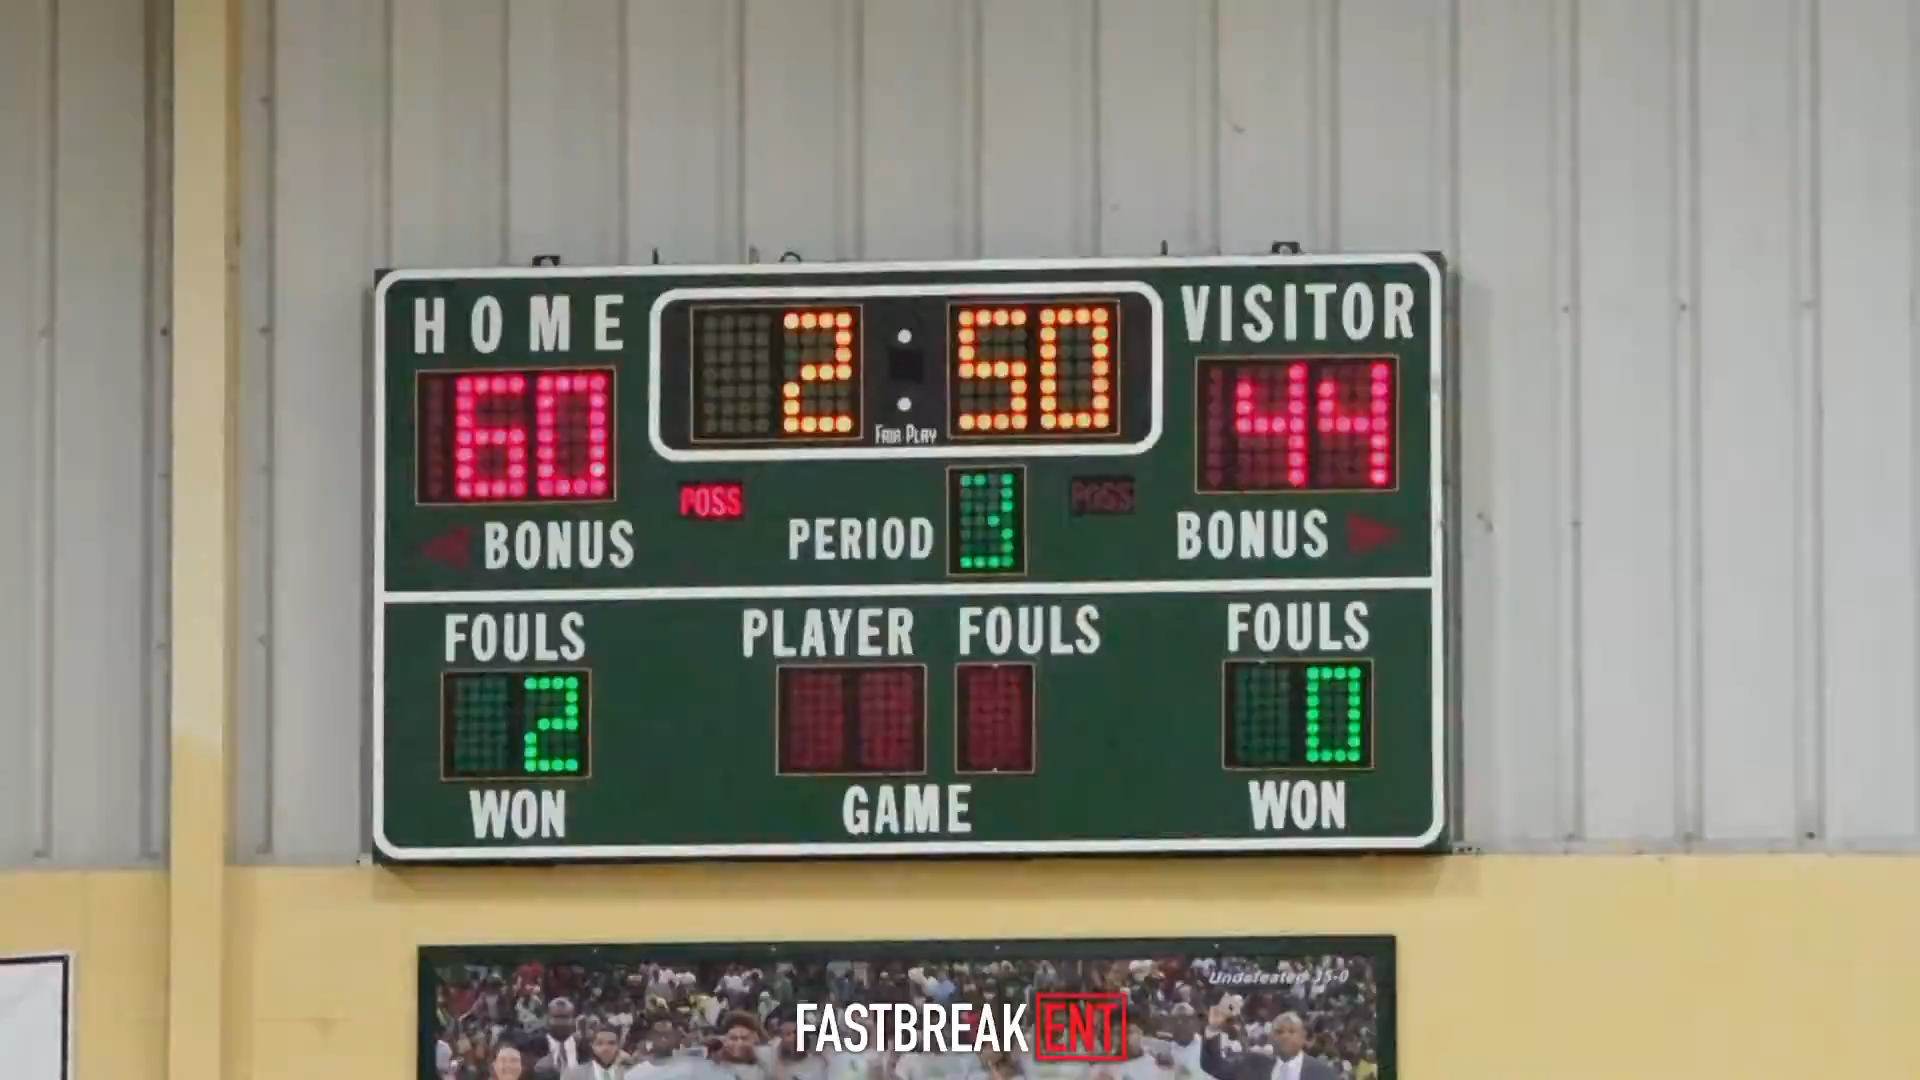 HOME
2:50
VISITOR
60
FAIR PLAY
44
POSS
POSS
BONUS
PERIOD 3
BONUS
FOULS
PLAYER FOULS
FOULS
2
0
WON
GAME
WON
Undefeated 35-0
FASTBREAK ENT